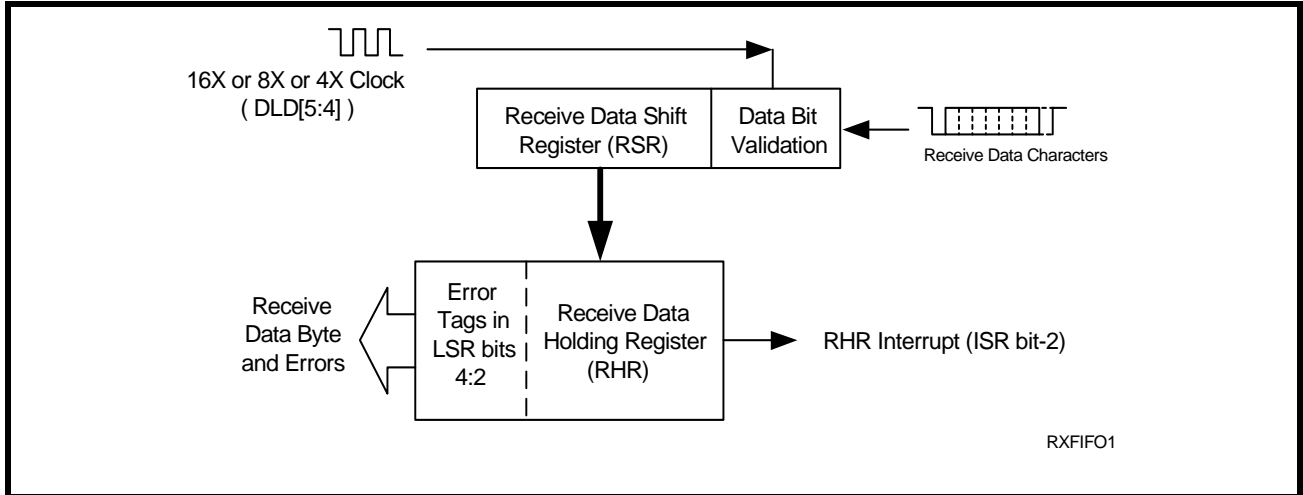 16X or 8X or 4X Clock
( DLD[5:4] )
Receive Data Shift
Register (RSR)
Data Bit
Validation
Receive Data Characters
Receive
Data Byte
and Errors
Error
Tags in
LSR bits
4:2
Receive Data
Holding Register
(RHR)
RHR Interrupt (ISR bit-2)
RXFIFO1